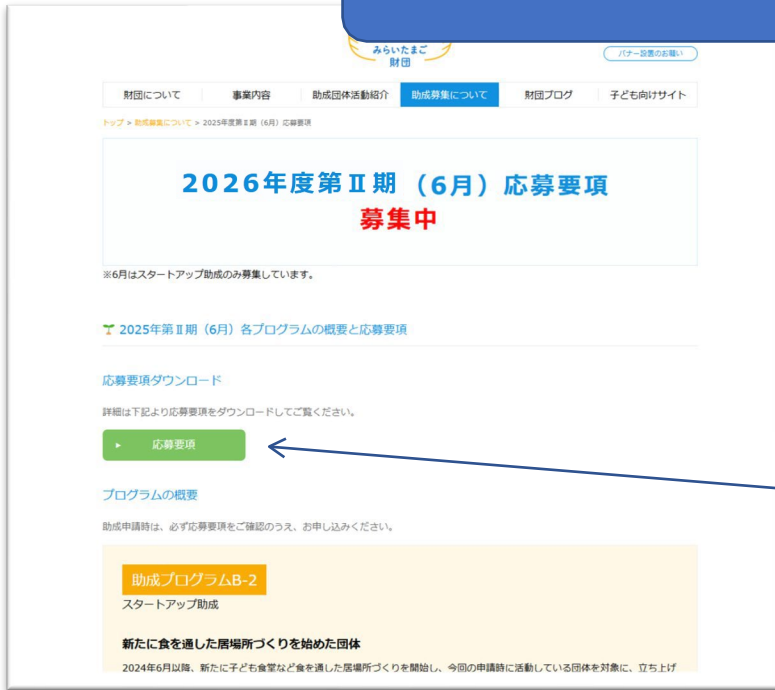 みらいたまご
財団
バナー設置のお願い
財団について 事業内容 助成団体活動紹介 助成募集について 財団ブログ 子ども向けサイト
トップ > 助成募集について > 2025年度第Ⅱ期（6月）応募要項
2026年度第Ⅱ期（6月）応募要項
募集中
※6月はスタートアップ助成のみ募集しています。
2025年第Ⅱ期（6月）各プログラムの概要と応募要項
応募要項ダウンロード
詳細は下記より応募要項をダウンロードしてご覧ください。
応募要項
プログラムの概要
助成申請時は、必ず応募要項をご確認のうえ、お申し込みください。
助成プログラムB-2
スタートアップ助成
新たに食を通した居場所づくりを始めた団体
2024年6月以降、新たに子ども食堂など食を通した居場所づくりを開始し、今回の申請時に活動している団体を対象に、立ち上げ